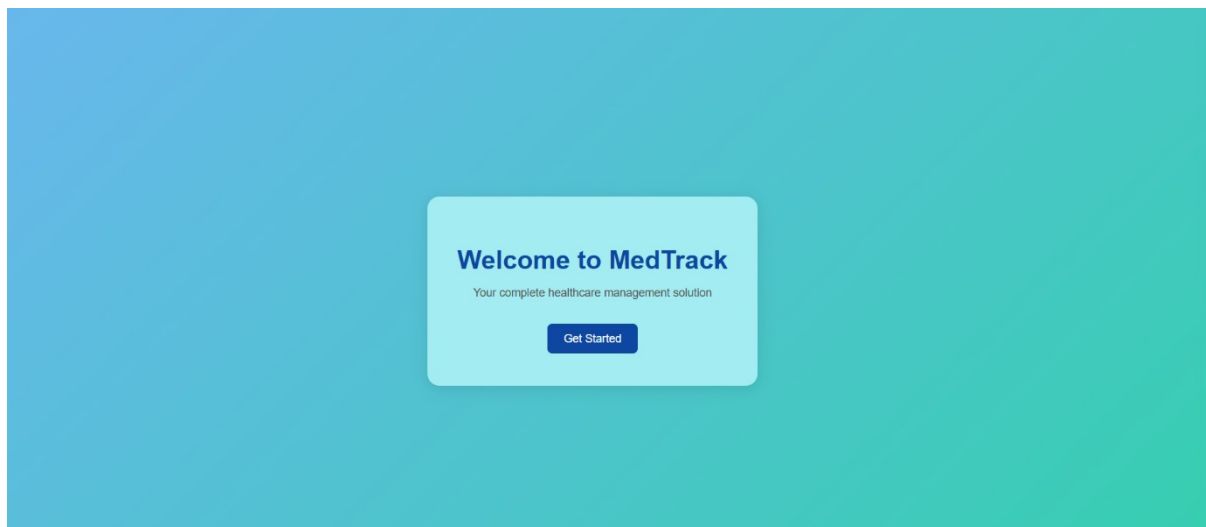 Welcome to MedTrack
Your complete healthcare management solution
Get Started